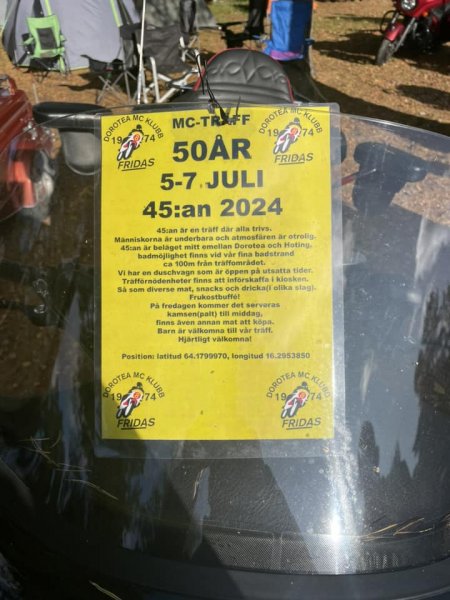 DOROTEA MC KLUBB
19 74
FRIDAS
DOROTEA MC KLUBB
19 74
FRIDAS
MC-TRÄFF
50ÅR
5-7 JULI
45:an 2024
45:an är en träff där alla trivs.
Människorna är underbara och atmosfären är otrolig.
45:an är beläget mitt emellan Dorotea och Hoting,
badmöjlighet finns vid vår fina badstrand
ca 100m från träffområdet.
Vi har en duschvagn som är öppen på utsatta tider.
Träffförnödenheter finns att införskaffa i kiosken.
Så som diverse mat, snacks och dricka(i olika slag).
Frukostbuffé!
På fredagen kommer det serveras
kamsen(palt) till middag,
finns även annan mat att köpa.
Barn är välkomna till vår träff.
Hjärtligt välkomna!
Position: latitud 64.1799970, longitud 16.2953850
DOROTEA MC KLUBB
19 74
FRIDAS
DOROTEA MC KLUBB
19 74
FRIDAS